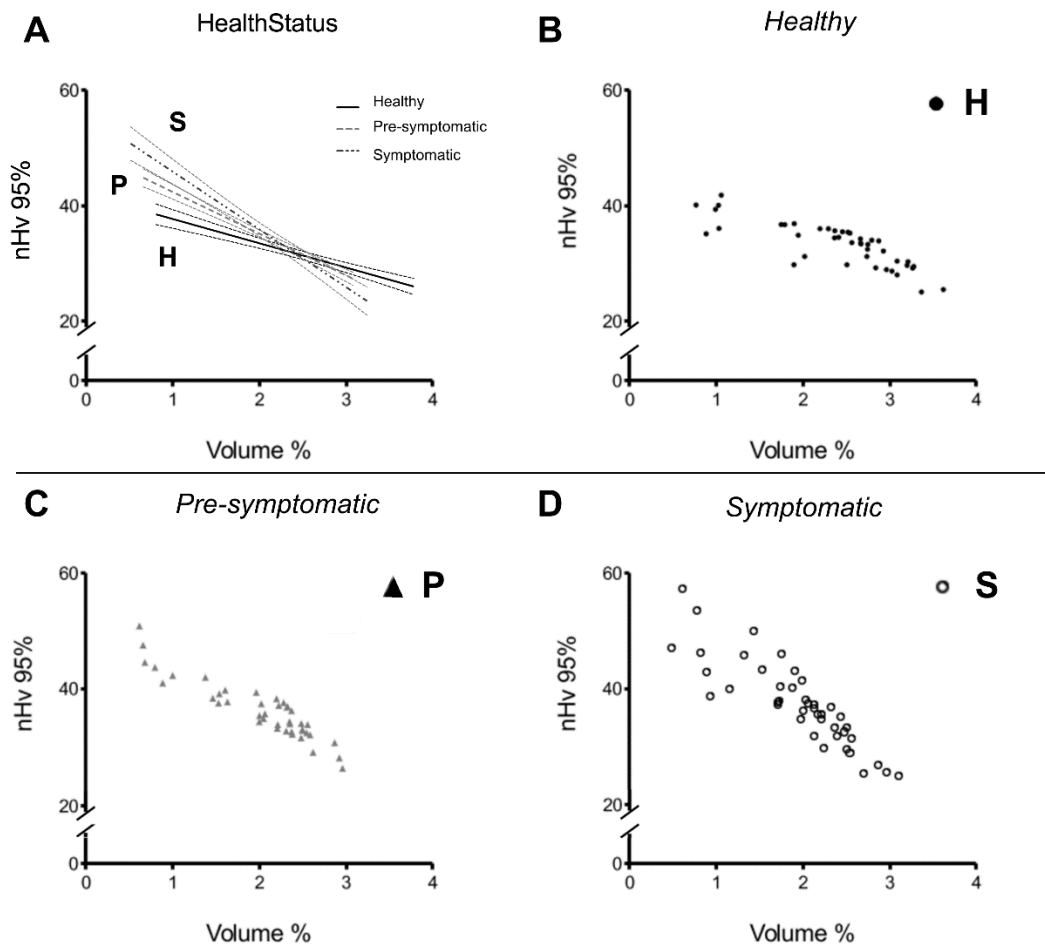 A
HealthStatus
60
40
20
0
nHv 95%
S
P
H
Healthy
Pre-symptomatic
Symptomatic
0 1 2 3 4
Volume %
B
Healthy
H
60
40
20
0
nHv 95%
0 1 2 3 4
Volume %
C
Pre-symptomatic
P
60
40
20
0
nHv 95%
0 1 2 3 4
Volume %
D
Symptomatic
S
60
40
20
0
nHv 95%
0 1 2 3 4
Volume %